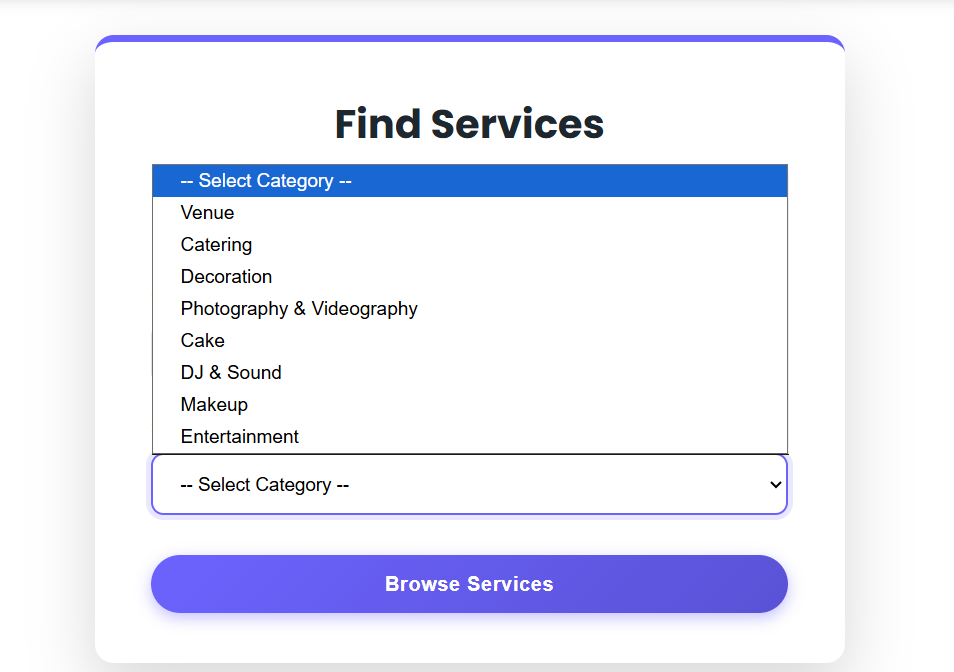 Find Services
-- Select Category --
Venue
Catering
Decoration
Photography & Videography
Cake
DJ & Sound
Makeup
Entertainment
-- Select Category --
Browse Services